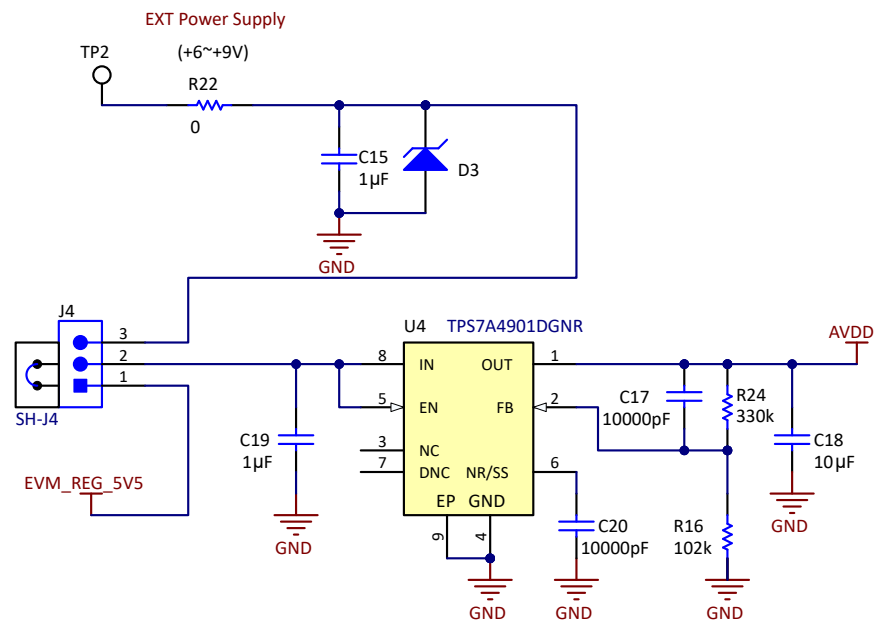 EXT Power Supply
TP2
(+6~+9V)
R22
0
C15
1µF
D3
GND
J4
3
2
1
SH-J4
EVM_REG_5V5
C19
1µF
GND
U4 TPS7A4901DGNR
8 IN OUT 1
5 EN FB 2
3 NC
7 DNC NR/SS 6
EP GND
9 4
GND
C20
10000pF
GND
C17
10000pF
R24
330k
R16
102k
GND
AVDD
C18
10µF
GND